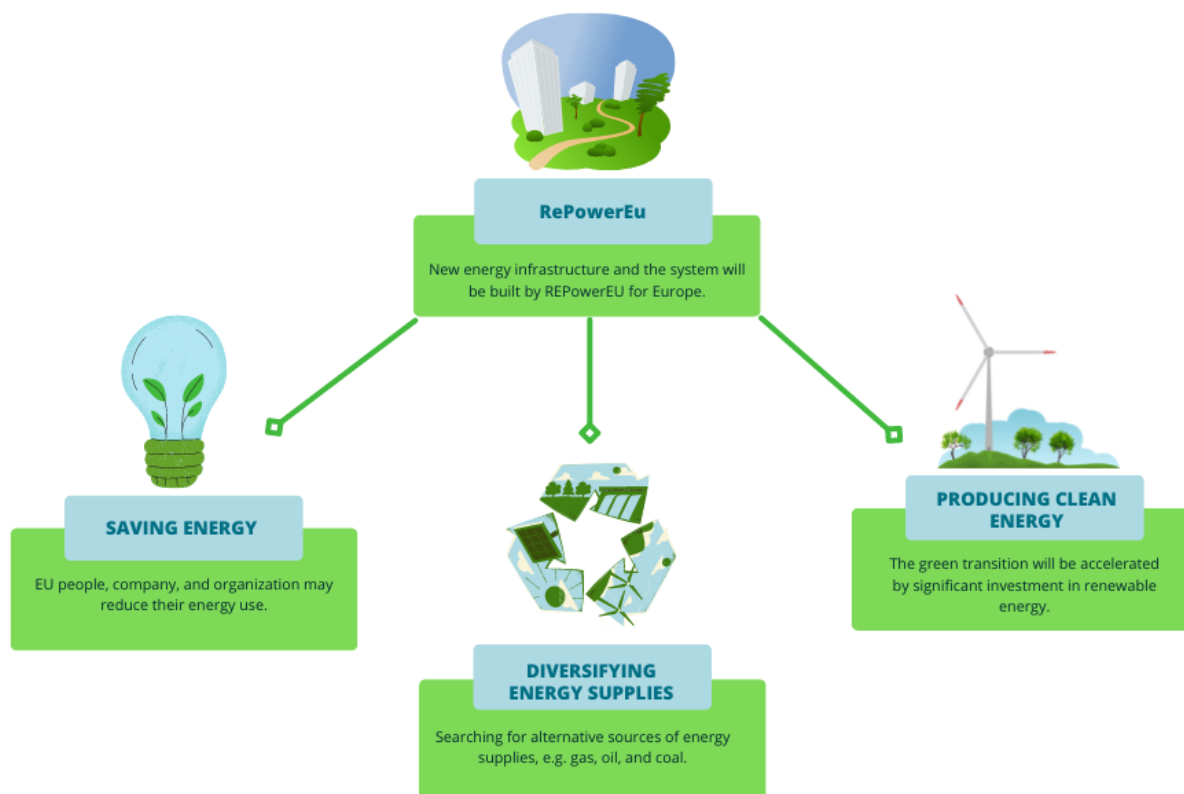 RePowerEu
New energy infrastructure and the system will
be built by REPowerEU for Europe.
SAVING ENERGY
EU people, company, and organization may
reduce their energy use.
DIVERSIFYING
ENERGY SUPPLIES
Searching for alternative sources of energy
supplies, e.g. gas, oil, and coal.
PRODUCING CLEAN
ENERGY
The green transition will be accelerated
by significant investment in renewable
energy.